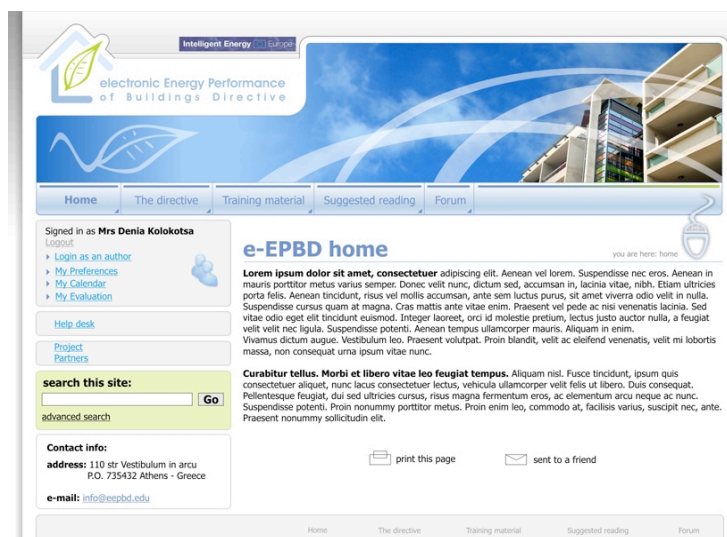 Intelligent Energy Europe
electronic Energy Performance
of Buildings Directive
Home
The directive
Training material
Suggested reading
Forum
Signed in as Mrs Denia Kolokotsa
Logout
Login as an author
My Preferences
My Calendar
My Evaluation
Help desk
Project
Partners
search this site:
Go
advanced search
Contact info:
address: 110 str Vestibulum in arcu
P.O. 735432 Athens - Greece
e-mail: info@eepbd.edu
e-EPBD home
you are here: home
Lorem ipsum dolor sit amet, consectetuer adipiscing elit. Aenean vel lorem. Suspendisse nec eros. Aenean in
mauris porttitor metus varius semper. Donec velit nunc, dictum sed, accumsan in, lacinia vitae, nibh. Etiam ultricies
porta felis. Aenean tincidunt, risus vel mollis accumsan, ante sem luctus purus, sit amet viverra odio velit in nulla.
Suspendisse cursus quam at magna. Cras mattis ante vitae enim. Praesent vel pede ac nisi venenatis lacinia. Sed
vitae odio eget elit tincidunt euismod. Integer laoreet, orci id molestie pretium, lectus justo auctor nulla, a feugiat
velit velit nec ligula. Suspendisse potenti. Aenean tempus ullamcorper mauris. Aliquam in enim.
Vivamus dictum augue. Vestibulum leo. Praesent volutpat. Proin blandit, velit ac eleifend venenatis, velit mi lobortis
massa, non consequat urna ipsum vitae nunc.
Curabitur tellus. Morbi et libero vitae leo feugiat tempus. Aliquam nisl. Fusce tincidunt, ipsum quis
consectetuer aliquet, nunc lacus consectetuer lectus, vehicula ullamcorper velit felis ut libero. Duis consequat.
Pellentesque feugiat, dui sed ultricies cursus, risus magna fermentum eros, ac elementum arcu neque ac nunc.
Suspendisse potenti. Proin nonummy porttitor metus. Proin enim leo, commodo at, facilisis varius, suscipit nec, ante.
Praesent nonummy sollicitudin elit.
print this page
sent to a friend
Home
The directive
Training material
Suggested reading
Forum